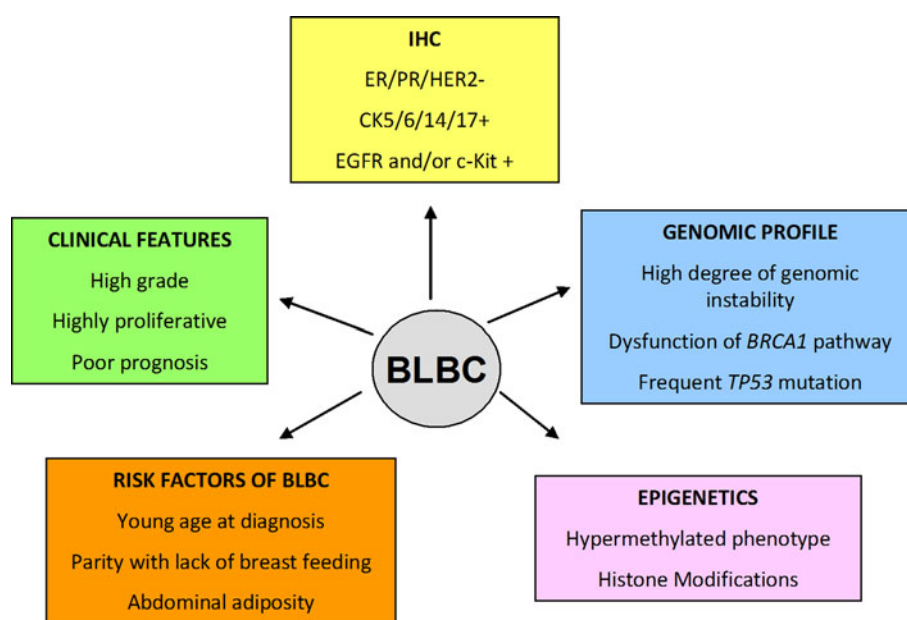 IHC
ER/PR/HER2-
CK5/6/14/17+
EGFR and/or c-Kit +
CLINICAL FEATURES
High grade
Highly proliferative
Poor prognosis
GENOMIC PROFILE
High degree of genomic
instability
Dysfunction of BRCA1 pathway
Frequent TP53 mutation
BLBC
RISK FACTORS OF BLBC
Young age at diagnosis
Parity with lack of breast feeding
Abdominal adiposity
EPIGENETICS
Hypermethylated phenotype
Histone Modifications